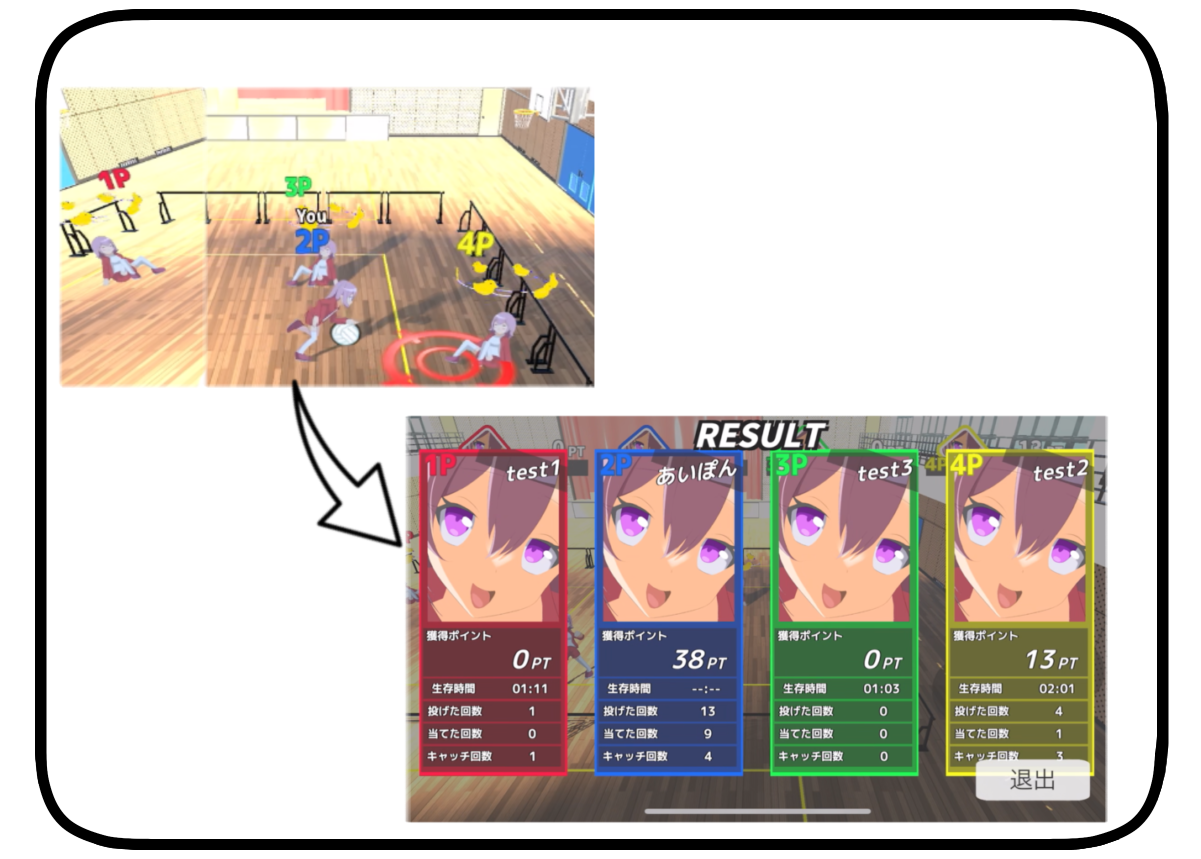 1P
3P
You
2P
4P
RESULT
1P
test1
2P
あいぽん
3P
test3
4P
test2
獲得ポイント
0PT
生存時間 01:11
投げた回数 1
当てた回数 0
キャッチ回数 1
獲得ポイント
38PT
生存時間 --:--
投げた回数 13
当てた回数 9
キャッチ回数 4
獲得ポイント
0PT
生存時間 01:03
投げた回数 0
当てた回数 0
キャッチ回数 0
獲得ポイント
13PT
生存時間 02:01
投げた回数 4
当てた回数 1
キャッチ回数 3
退出